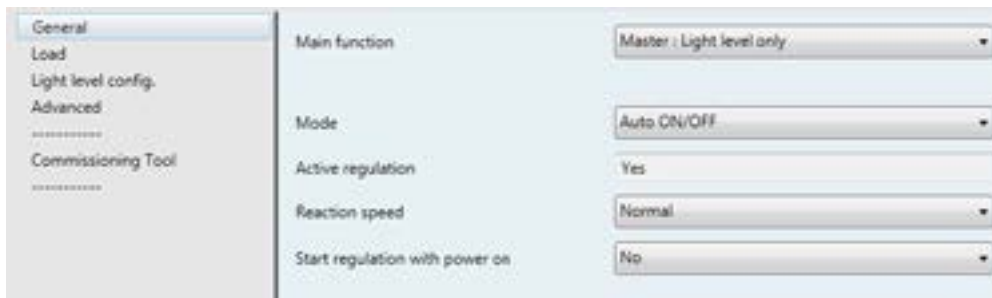 General
Load
Light level config.
Advanced
------------
Commissioning Tool
------------
Main function
Master : Light level only
Mode
Auto ON/OFF
Active regulation
Yes
Reaction speed
Normal
Start regulation with power on
No